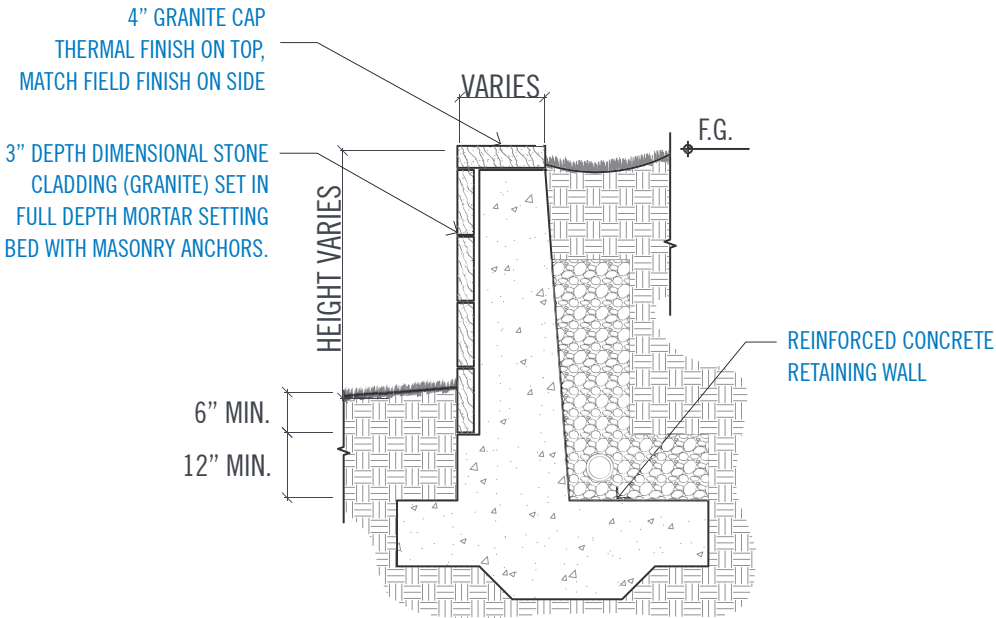 4” GRANITE CAP
THERMAL FINISH ON TOP,
MATCH FIELD FINISH ON SIDE
VARIES
F.G.
3” DEPTH DIMENSIONAL STONE
CLADDING (GRANITE) SET IN
FULL DEPTH MORTAR SETTING
BED WITH MASONRY ANCHORS.
HEIGHT VARIES
REINFORCED CONCRETE
RETAINING WALL
6” MIN.
12” MIN.